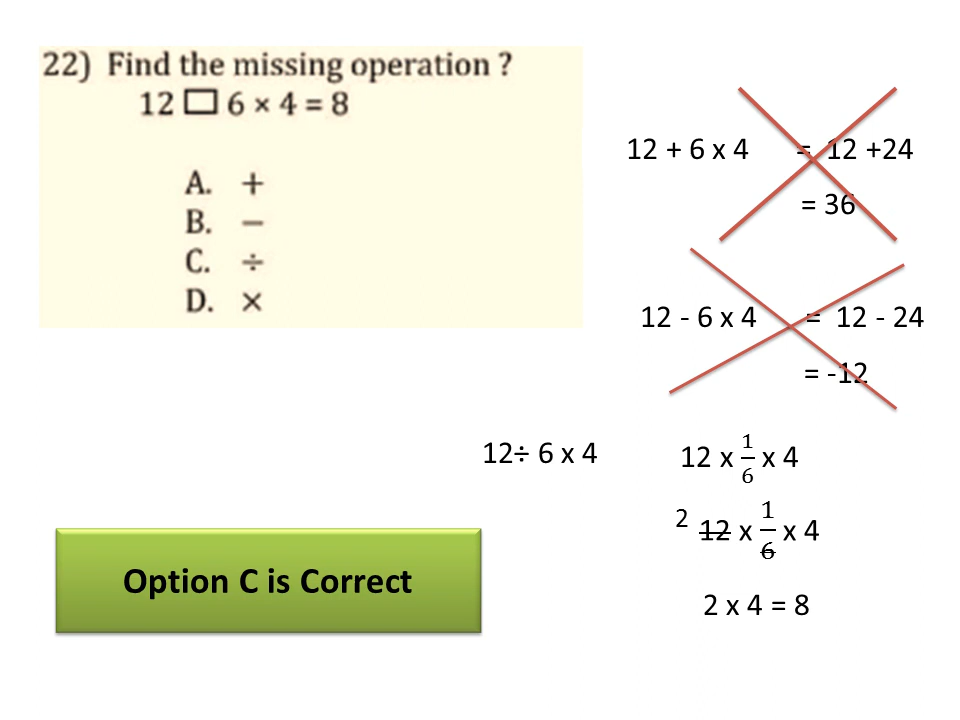 22) Find the missing operation ?
12 □ 6 × 4 = 8
A. +
B. −
C. ÷
D. ×
12 + 6 x 4 = 12 +24
= 36
12 - 6 x 4 = 12 - 24
= -12
12÷ 6 x 4 12 x 1/6 x 4
2 12 x 1/6 x 4
2 x 4 = 8
Option C is Correct